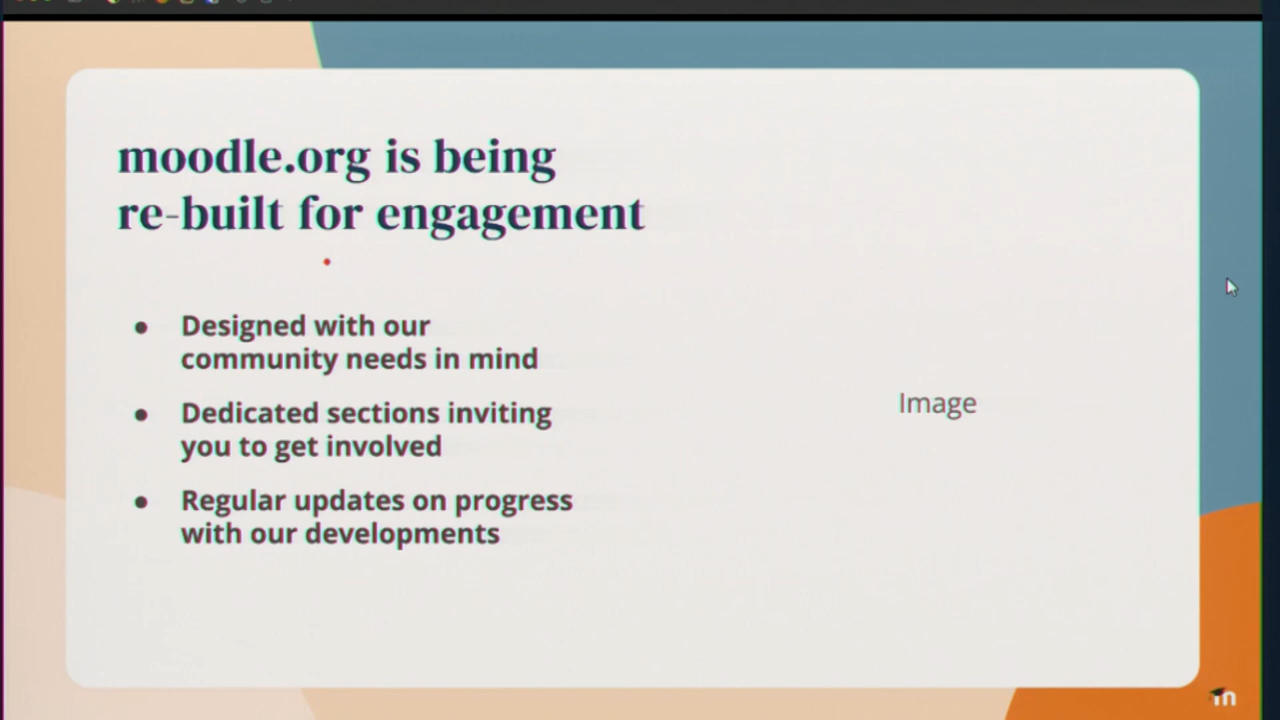 moodle.org is being
re-built for engagement
● Designed with our
community needs in mind
● Dedicated sections inviting
you to get involved
● Regular updates on progress
with our developments
Image
m